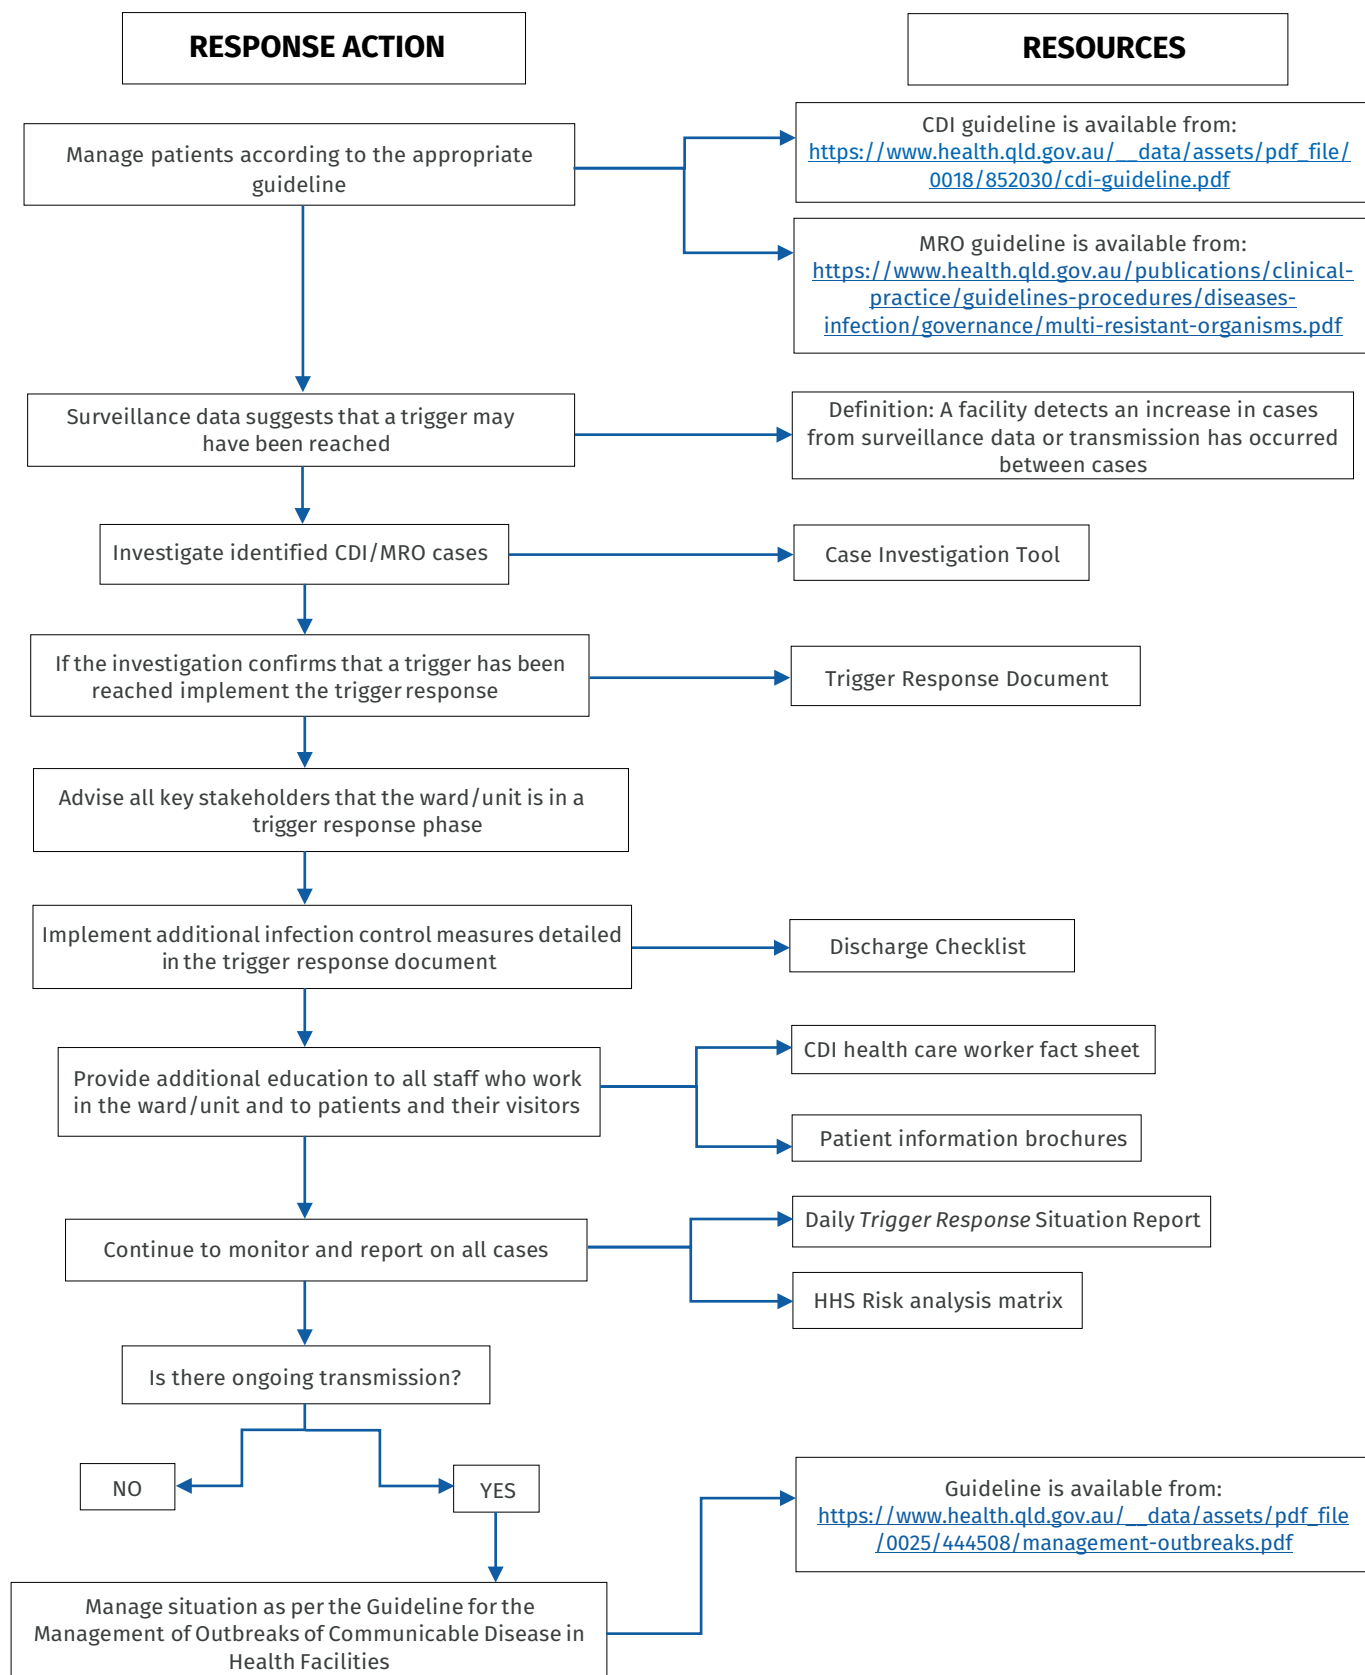 RESPONSE ACTION
RESOURCES
Manage patients according to the appropriate
guideline
CDI guideline is available from:
https://www.health.qld.gov.au/__data/assets/pdf_file/
0018/852030/cdi-guideline.pdf
MRO guideline is available from:
https://www.health.qld.gov.au/publications/clinical-
practice/guidelines-procedures/diseases-
infection/governance/multi-resistant-organisms.pdf
Surveillance data suggests that a trigger may
have been reached
Definition: A facility detects an increase in cases
from surveillance data or transmission has occurred
between cases
Investigate identified CDI/MRO cases
Case Investigation Tool
If the investigation confirms that a trigger has been
reached implement the trigger response
Trigger Response Document
Advise all key stakeholders that the ward/unit is in a
trigger response phase
Implement additional infection control measures detailed
in the trigger response document
Discharge Checklist
Provide additional education to all staff who work
in the ward/unit and to patients and their visitors
CDI health care worker fact sheet
Patient information brochures
Continue to monitor and report on all cases
Daily Trigger Response Situation Report
HHS Risk analysis matrix
Is there ongoing transmission?
NO
YES
Manage situation as per the Guideline for the
Management of Outbreaks of Communicable Disease in
Health Facilities
Guideline is available from:
https://www.health.qld.gov.au/__data/assets/pdf_file
/0025/444508/management-outbreaks.pdf